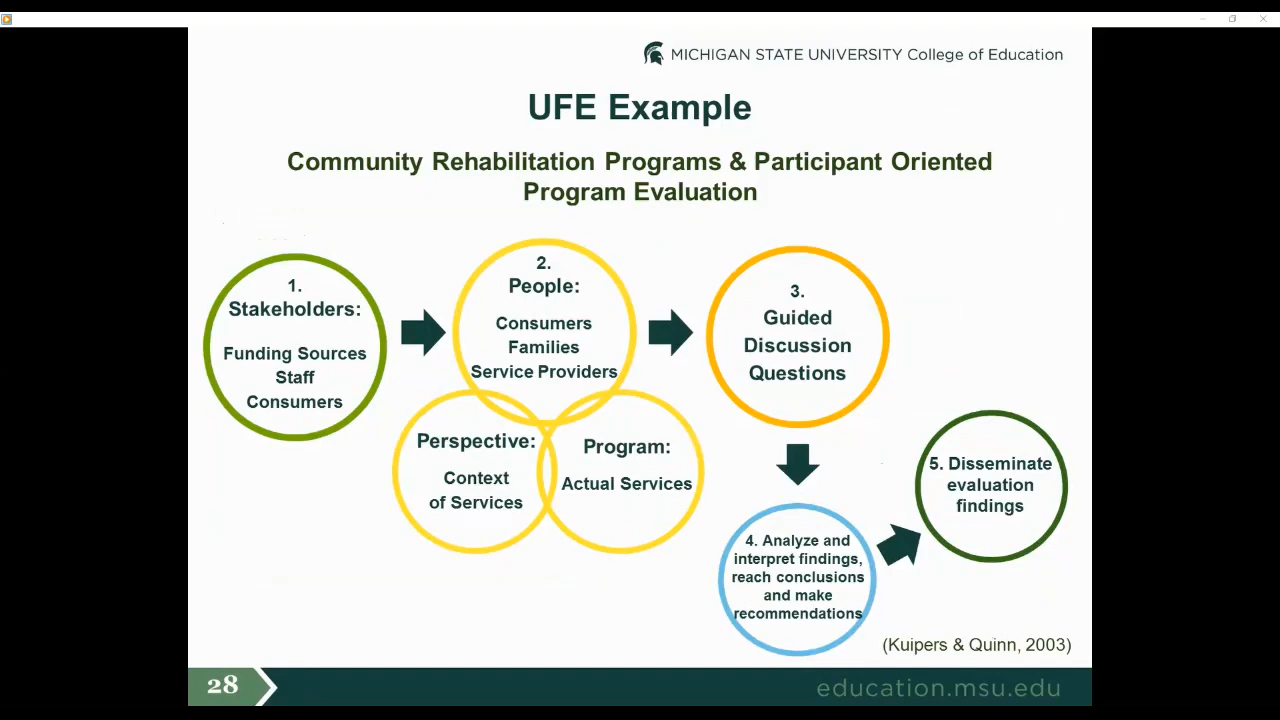 MICHIGAN STATE UNIVERSITY College of Education
UFE Example
Community Rehabilitation Programs & Participant Oriented
Program Evaluation
1.
Stakeholders:
Funding Sources
Staff
Consumers
2.
People:
Consumers
Families
Service Providers
Perspective:
Context
of Services
Program:
Actual Services
3.
Guided
Discussion
Questions
4. Analyze and
interpret findings,
reach conclusions
and make
recommendations
5. Disseminate
evaluation
findings
(Kuipers & Quinn, 2003)
28
education.msu.edu